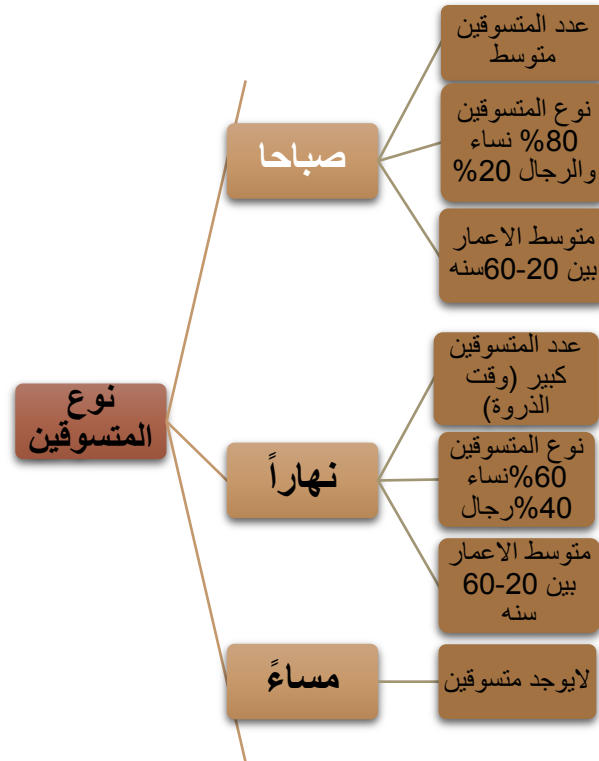 نوع
المتسوقين
صباحا
عدد المتسوقين
متوسط
نوع المتسوقين
80% نساء
والرجال 20%
متوسط الاعمار
بين 20-60سنه
نهاراً
عدد المتسوقين
كبير (وقت
الذروة)
نوع المتسوقين
60%نساء
40%رجال
متوسط الاعمار
بين 20-60
سنه
مساءً
لايوجد متسوقين